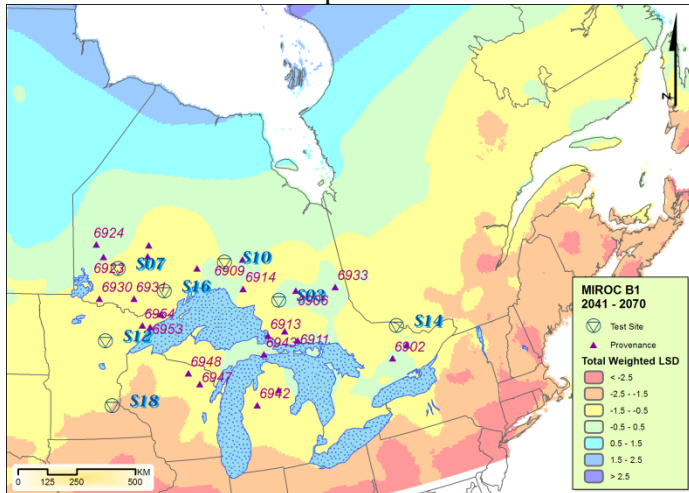 6924
S07
S10
6923
6909
6933
6930
6931
S16
6914
S03
6906
S14
6964
6953
6913
6911
S12
6943
6902
6948
6947
6942
S18
N
MIROC B1
2041 - 2070
Test Site
Provenance
Total Weighted LSD
< -2.5
-2.5 - -1.5
-1.5 - -0.5
-0.5 - 0.5
0.5 - 1.5
1.5 - 2.5
> 2.5
KM
0 125 250 500